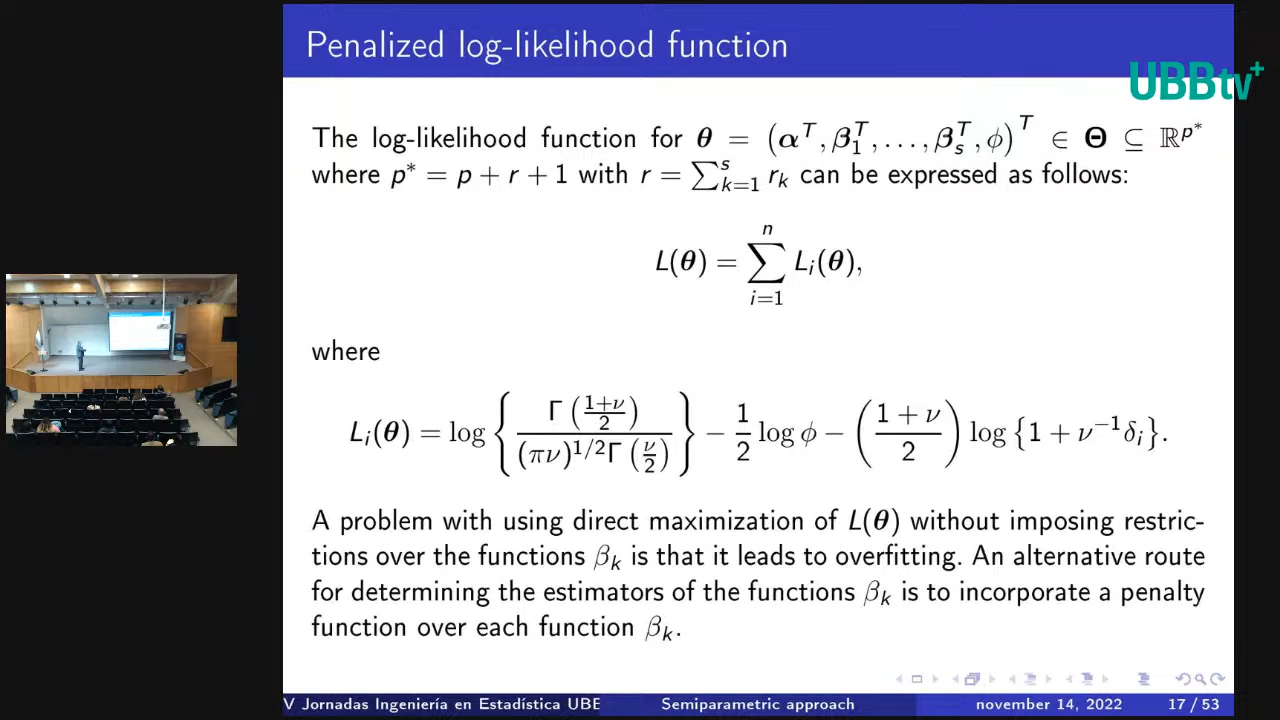 Penalized log-likelihood function
UBBtv+
The log-likelihood function for θ = (α^T, β_1^T, …, β_s^T, ϕ)^T ∈ Θ ⊆ ℝ^{p*}
where p* = p + r + 1 with r = ∑_{k=1}^s r_k can be expressed as follows:
L(θ) = ∑_{i=1}^n L_i(θ),
where
L_i(θ) = log { Γ((1+ν)/2) / ((πν)^{1/2} Γ(ν/2)) } − 1/2 log ϕ − ((1 + ν)/2) log {1 + ν^{−1}δ_i}.
A problem with using direct maximization of L(θ) without imposing restric-
tions over the functions β_k is that it leads to overfitting. An alternative route
for determining the estimators of the functions β_k is to incorporate a penalty
function over each function β_k.
V Jornadas Ingeniería en Estadística UBE Semiparametric approach november 14, 2022 17 / 53